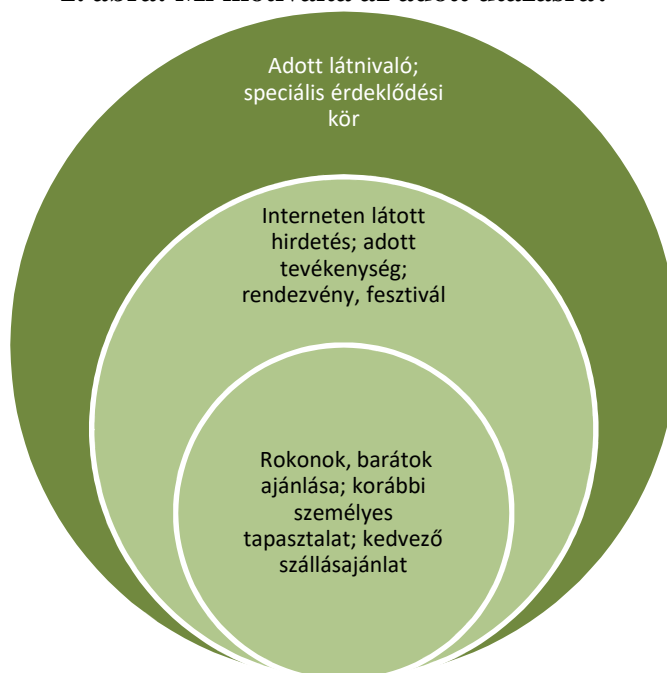 Adott látnivaló;
speciális érdeklődési
kör
Interneten látott
hirdetés; adott
tevékenység;
rendezvény, fesztivál
Rokonok, barátok
ajánlása; korábbi
személyes
tapasztalat; kedvező
szállásajánlat